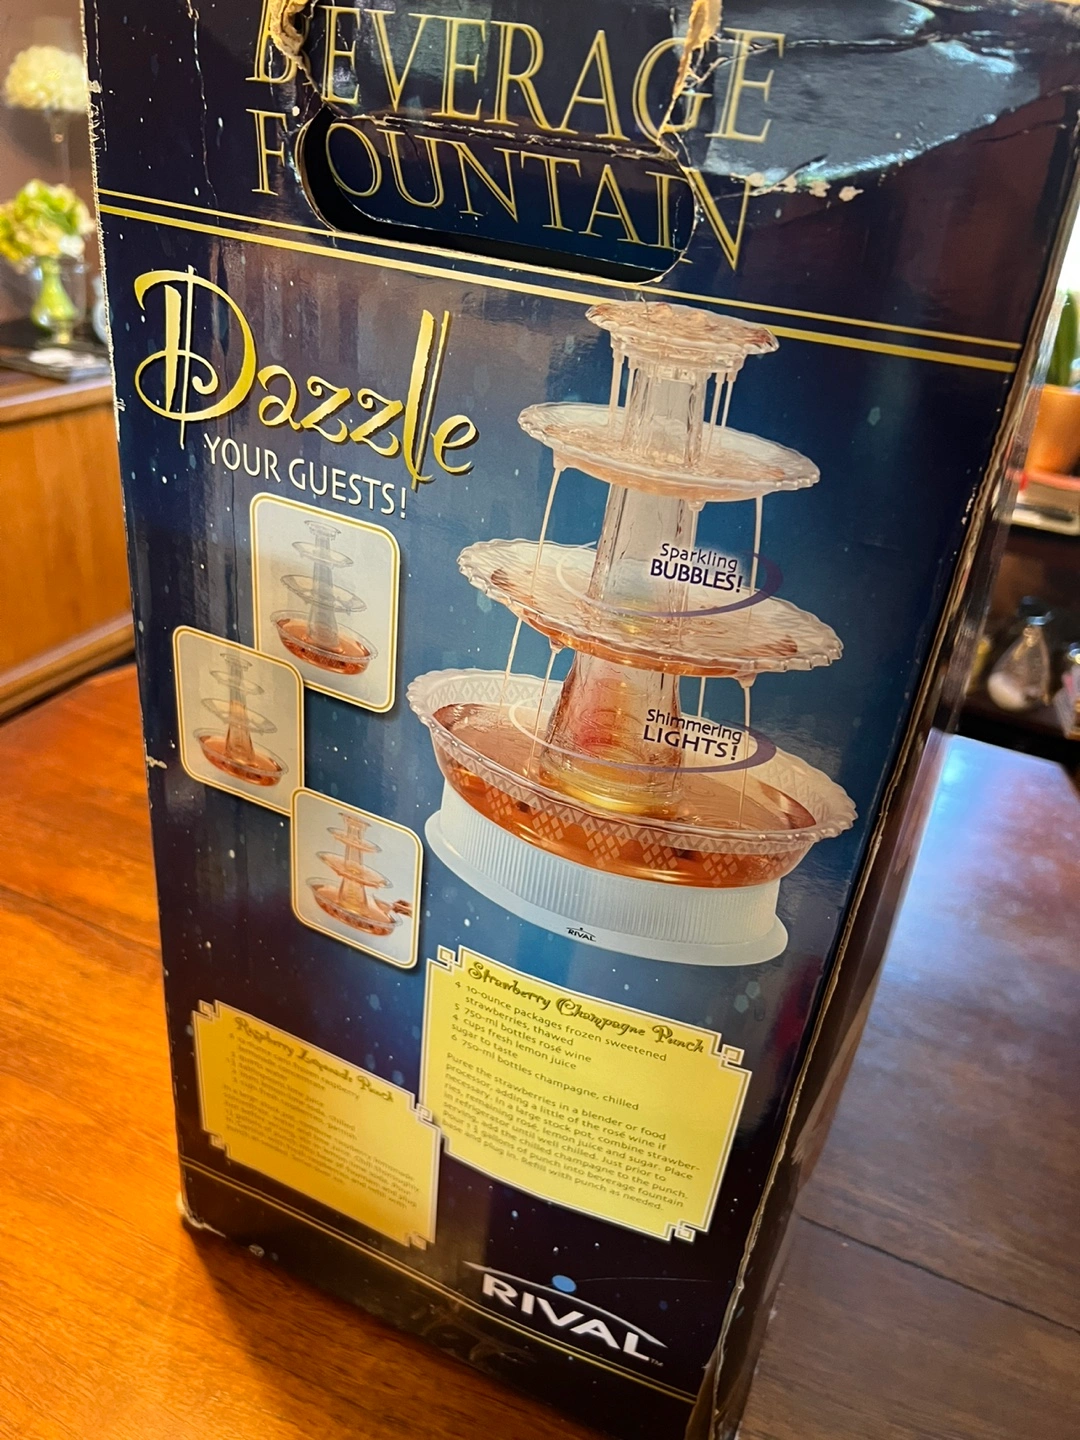 BEVERAGE
FOUNTAIN
Dazzle
YOUR GUESTS!
Sparkling
BUBBLES!
Shimmering
LIGHTS!
RIVAL
Strawberry Champagne Punch
4 10-ounce packages frozen sweetened
strawberries, thawed
5 750-ml bottles rosé wine
4 cups fresh lemon juice
sugar to taste
6 750-ml bottles champagne, chilled
Puree the strawberries in a blender or food
processor, adding a little of the rosé wine if
necessary. In a large stock pot, combine strawber-
ries, remaining rosé, lemon juice and sugar. Place
in refrigerator until well chilled. Just prior to
serving add the chilled champagne to the punch.
Pour 1 gallons of punch into beverage fountain
base and plug in. Refill with punch as needed.
Raspberry Lemonade Punch
RIVAL™